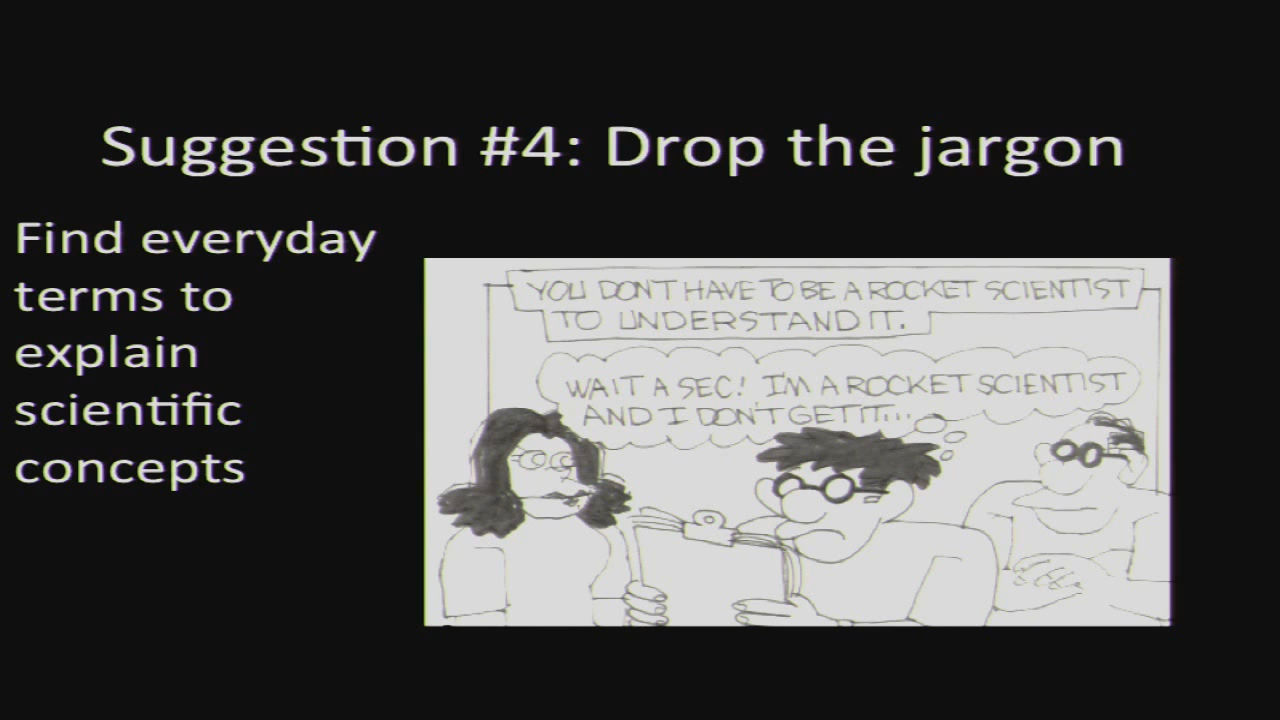 Suggestion #4: Drop the jargon
Find everyday
terms to
explain
scientific
concepts
YOU DON'T HAVE TO BE A ROCKET SCIENTIST
TO UNDERSTAND IT.
WAIT A SEC! I'M A ROCKET SCIENTIST
AND I DON'T GET IT...